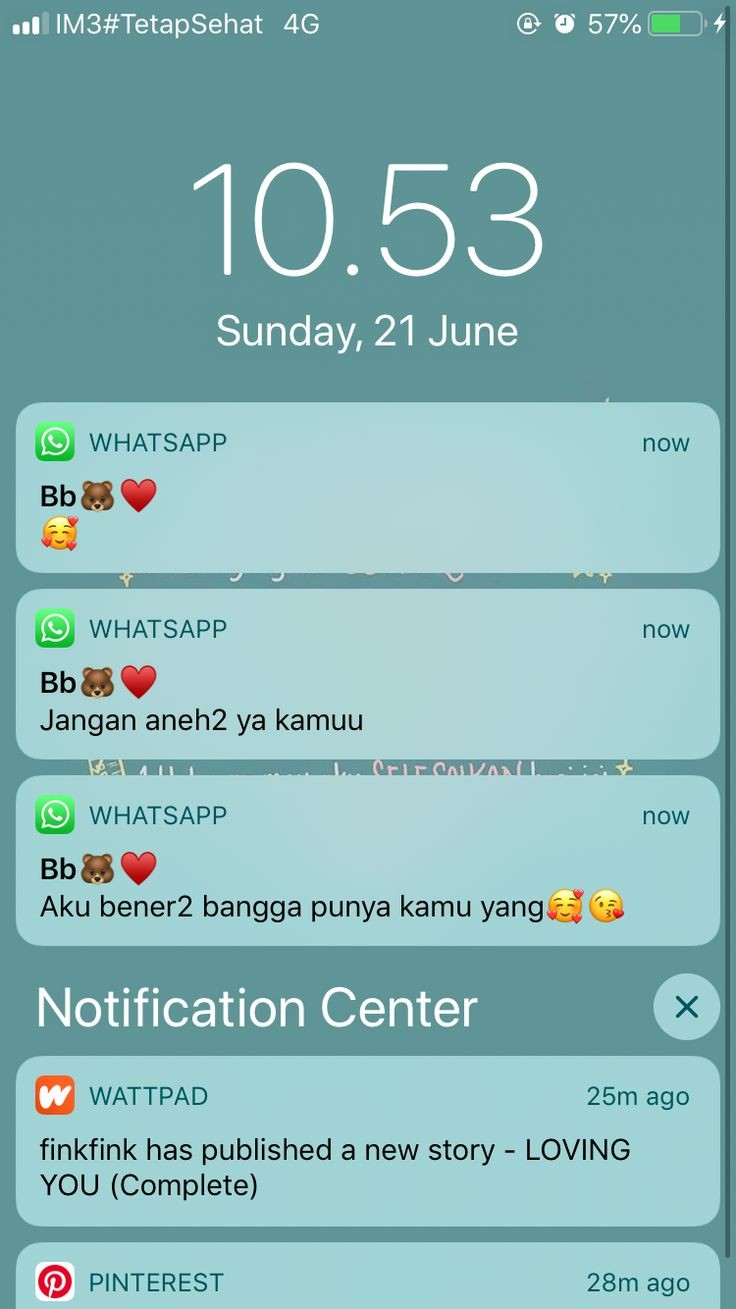 IM3#TetapSehat 4G 57%
10.53
Sunday, 21 June
WHATSAPP now
Bb🐻♥️
🥰
WHATSAPP now
Bb🐻♥️
Jangan aneh2 ya kamuu
WHATSAPP now
Bb🐻♥️
Aku bener2 bangga punya kamu yang🥰😘
Notification Center
WATTPAD 25m ago
finkfink has published a new story - LOVING
YOU (Complete)
PINTEREST 28m ago